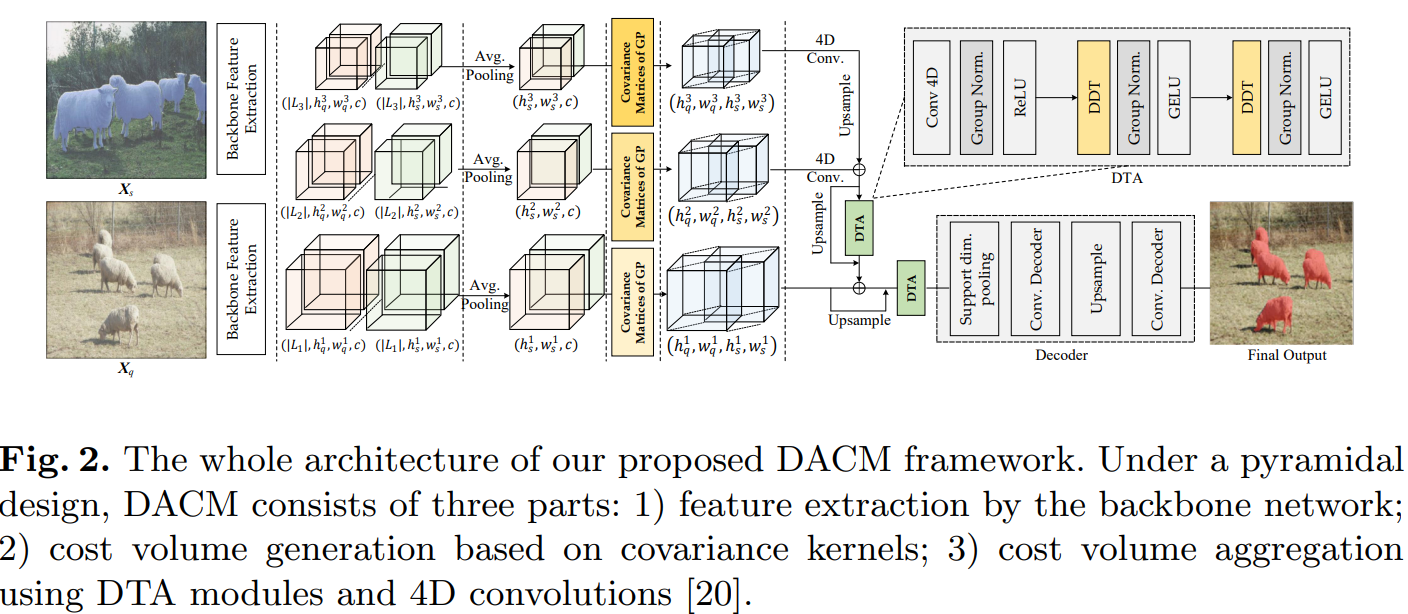 Backbone Feature
Extraction
X_s
Backbone Feature
Extraction
X_q
(|L_3|, h_q^3, w_q^3, c) (|L_3|, h_s^3, w_s^3, c)
(|L_2|, h_q^2, w_q^2, c) (|L_2|, h_s^2, w_s^2, c)
(|L_1|, h_q^1, w_q^1, c) (|L_1|, h_s^1, w_s^1, c)
Avg.
Pooling
Avg.
Pooling
Avg.
Pooling
(h_s^3, w_s^3, c)
(h_s^2, w_s^2, c)
(h_s^1, w_s^1, c)
Covariance
Matrices of GP
Covariance
Matrices of GP
Covariance
Matrices of GP
(h_q^3, w_q^3, h_s^3, w_s^3)
(h_q^2, w_q^2, h_s^2, w_s^2)
(h_q^1, w_q^1, h_s^1, w_s^1)
4D
Conv.
Upsample
4D
Conv.
Upsample
DTA
Upsample
DTA
Conv 4D
Group Norm.
ReLU
DDT
Group Norm.
GELU
DDT
Group Norm.
GELU
DTA
Support dim.
pooling
Conv. Decoder
Upsample
Conv. Decoder
Decoder
Final Output
Fig. 2. The whole architecture of our proposed DACM framework. Under a pyramidal
design, DACM consists of three parts: 1) feature extraction by the backbone network;
2) cost volume generation based on covariance kernels; 3) cost volume aggregation
using DTA modules and 4D convolutions [20].